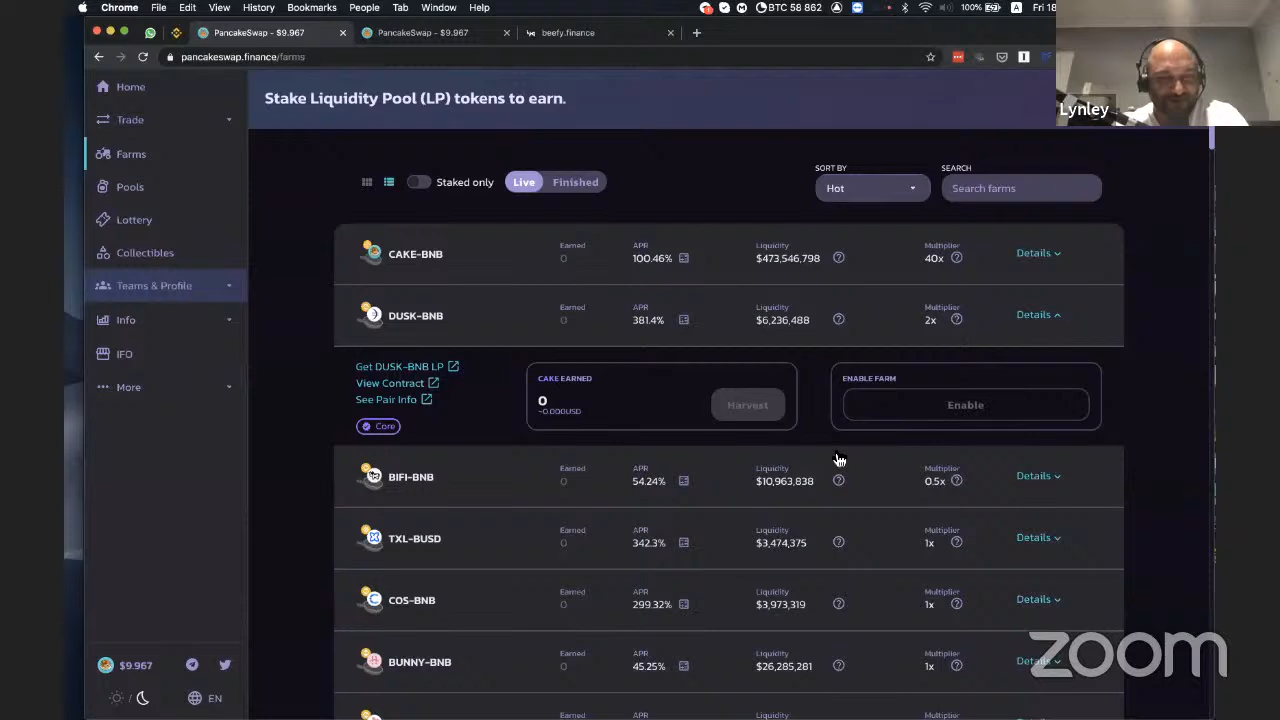 Chrome File Edit View History Bookmarks People Tab Window Help BTC 58 862 100% A Fri 18
PancakeSwap - $9.967 PancakeSwap - $9.967 beefy.finance
pancakeswap.finance/farms
Lynley
Home
Trade
Farms
Pools
Lottery
Collectibles
Teams & Profile
Info
IFO
More
$9.967
EN
Stake Liquidity Pool (LP) tokens to earn.
Staked only Live Finished
SORT BY
Hot
SEARCH
Search farms
CAKE-BNB
Earned
0
APR
100.46%
Liquidity
$473,546,798
Multiplier
40x
Details
DUSK-BNB
Earned
0
APR
381.4%
Liquidity
$6,236,488
Multiplier
2x
Details
Get DUSK-BNB LP
View Contract
See Pair Info
Core
CAKE EARNED
0
~0.000USD
Harvest
ENABLE FARM
Enable
BIFI-BNB
Earned
0
APR
54.24%
Liquidity
$10,963,838
Multiplier
0.5x
Details
TXL-BUSD
Earned
0
APR
342.3%
Liquidity
$3,474,375
Multiplier
1x
Details
COS-BNB
Earned
0
APR
299.32%
Liquidity
$3,973,319
Multiplier
1x
Details
BUNNY-BNB
Earned
0
APR
45.25%
Liquidity
$26,285,281
Multiplier
1x
Details
APR
Liquidity
Multiplier
zoom